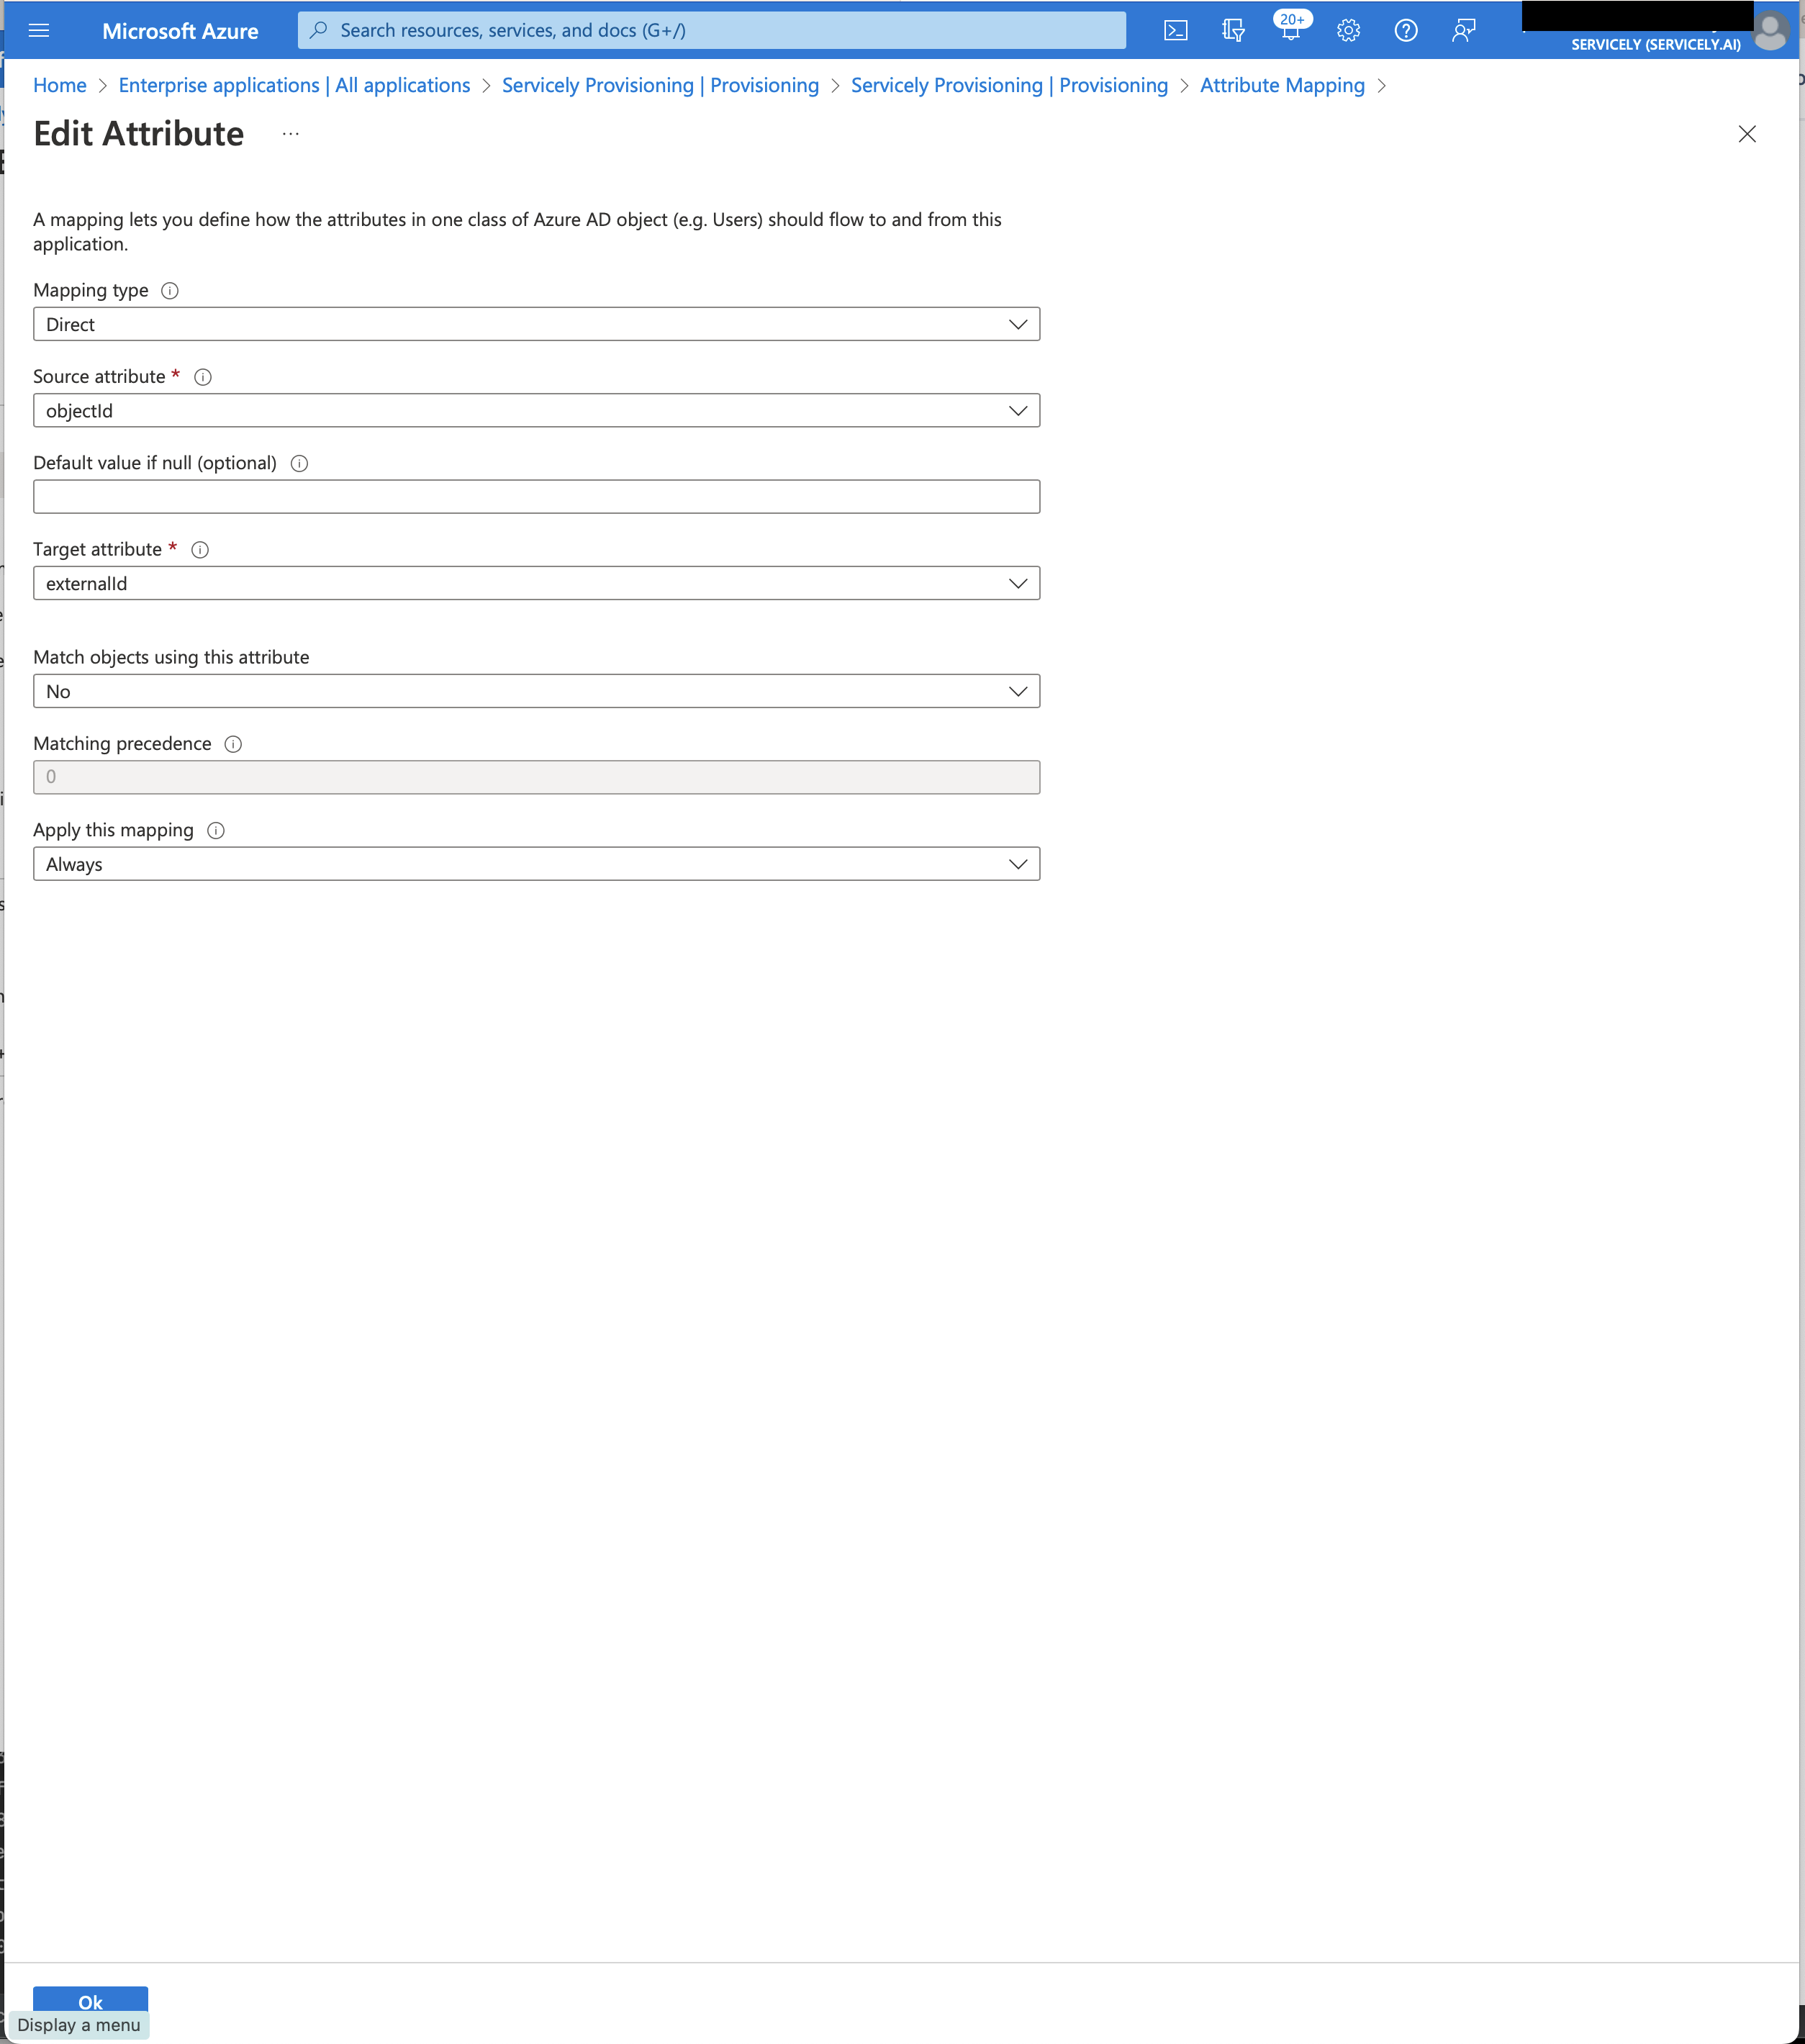 Microsoft Azure
Search resources, services, and docs (G+/)
20+
SERVICELY (SERVICELY.AI)
Home > Enterprise applications | All applications > Servicely Provisioning | Provisioning > Servicely Provisioning | Provisioning > Attribute Mapping >
Edit Attribute ...
A mapping lets you define how the attributes in one class of Azure AD object (e.g. Users) should flow to and from this
application.
Mapping type
Direct
Source attribute *
objectId
Default value if null (optional)
Target attribute *
externalId
Match objects using this attribute
No
Matching precedence
0
Apply this mapping
Always
Ok
Display a menu